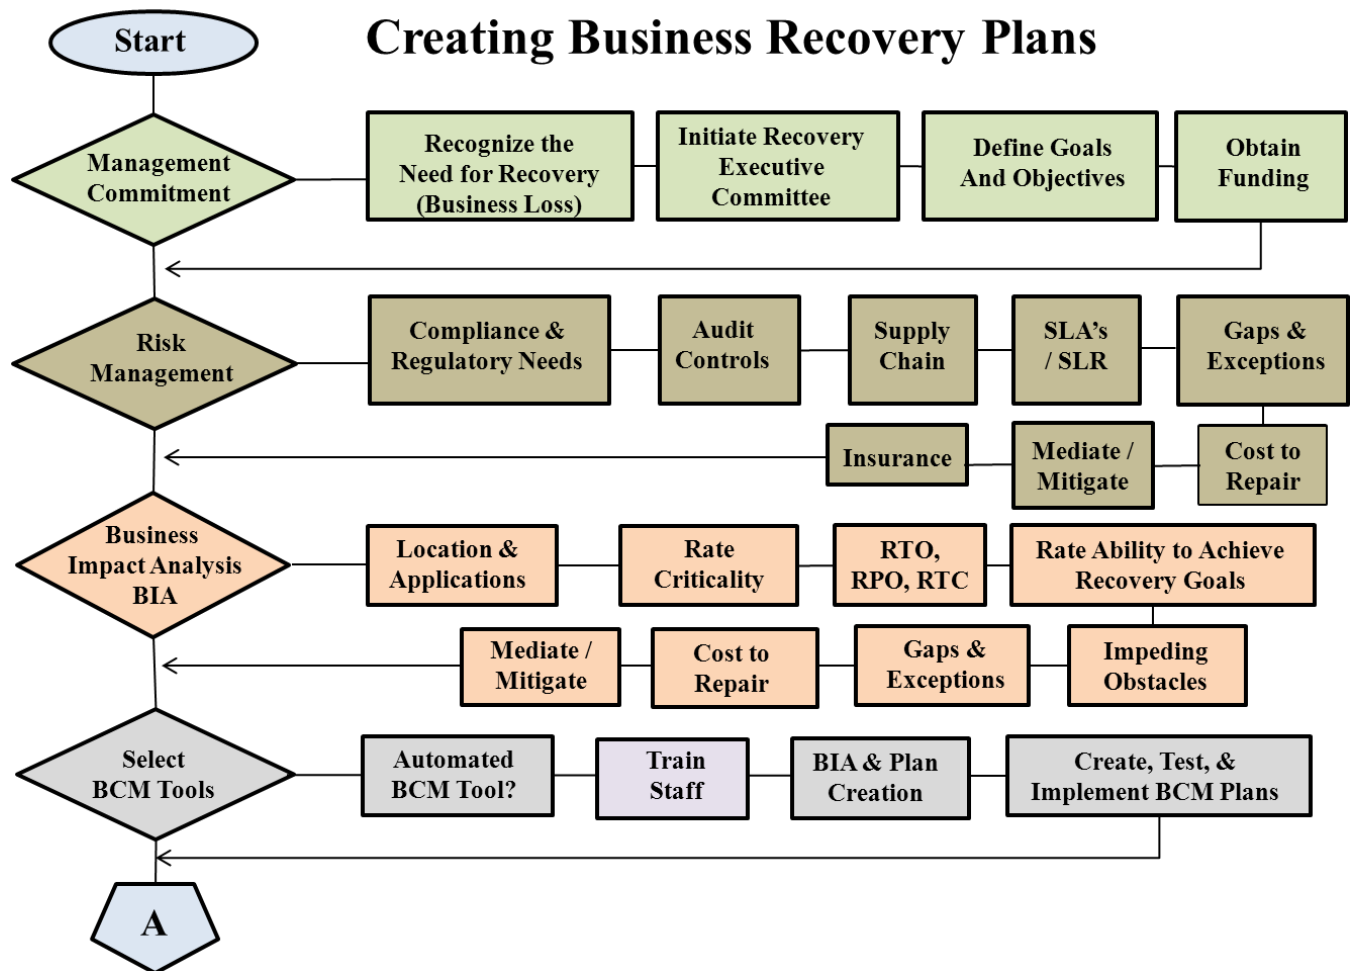 Start
Creating Business Recovery Plans
Management
Commitment
Recognize the
Need for Recovery
(Business Loss)
Initiate Recovery
Executive
Committee
Define Goals
And Objectives
Obtain
Funding
Risk
Management
Compliance &
Regulatory Needs
Audit
Controls
Supply
Chain
SLA’s
/ SLR
Gaps &
Exceptions
Insurance
Mediate /
Mitigate
Cost to
Repair
Business
Impact Analysis
BIA
Location &
Applications
Rate
Criticality
RTO,
RPO, RTC
Rate Ability to Achieve
Recovery Goals
Mediate /
Mitigate
Cost to
Repair
Gaps &
Exceptions
Impeding
Obstacles
Select
BCM Tools
Automated
BCM Tool?
Train
Staff
BIA & Plan
Creation
Create, Test, &
Implement BCM Plans
A